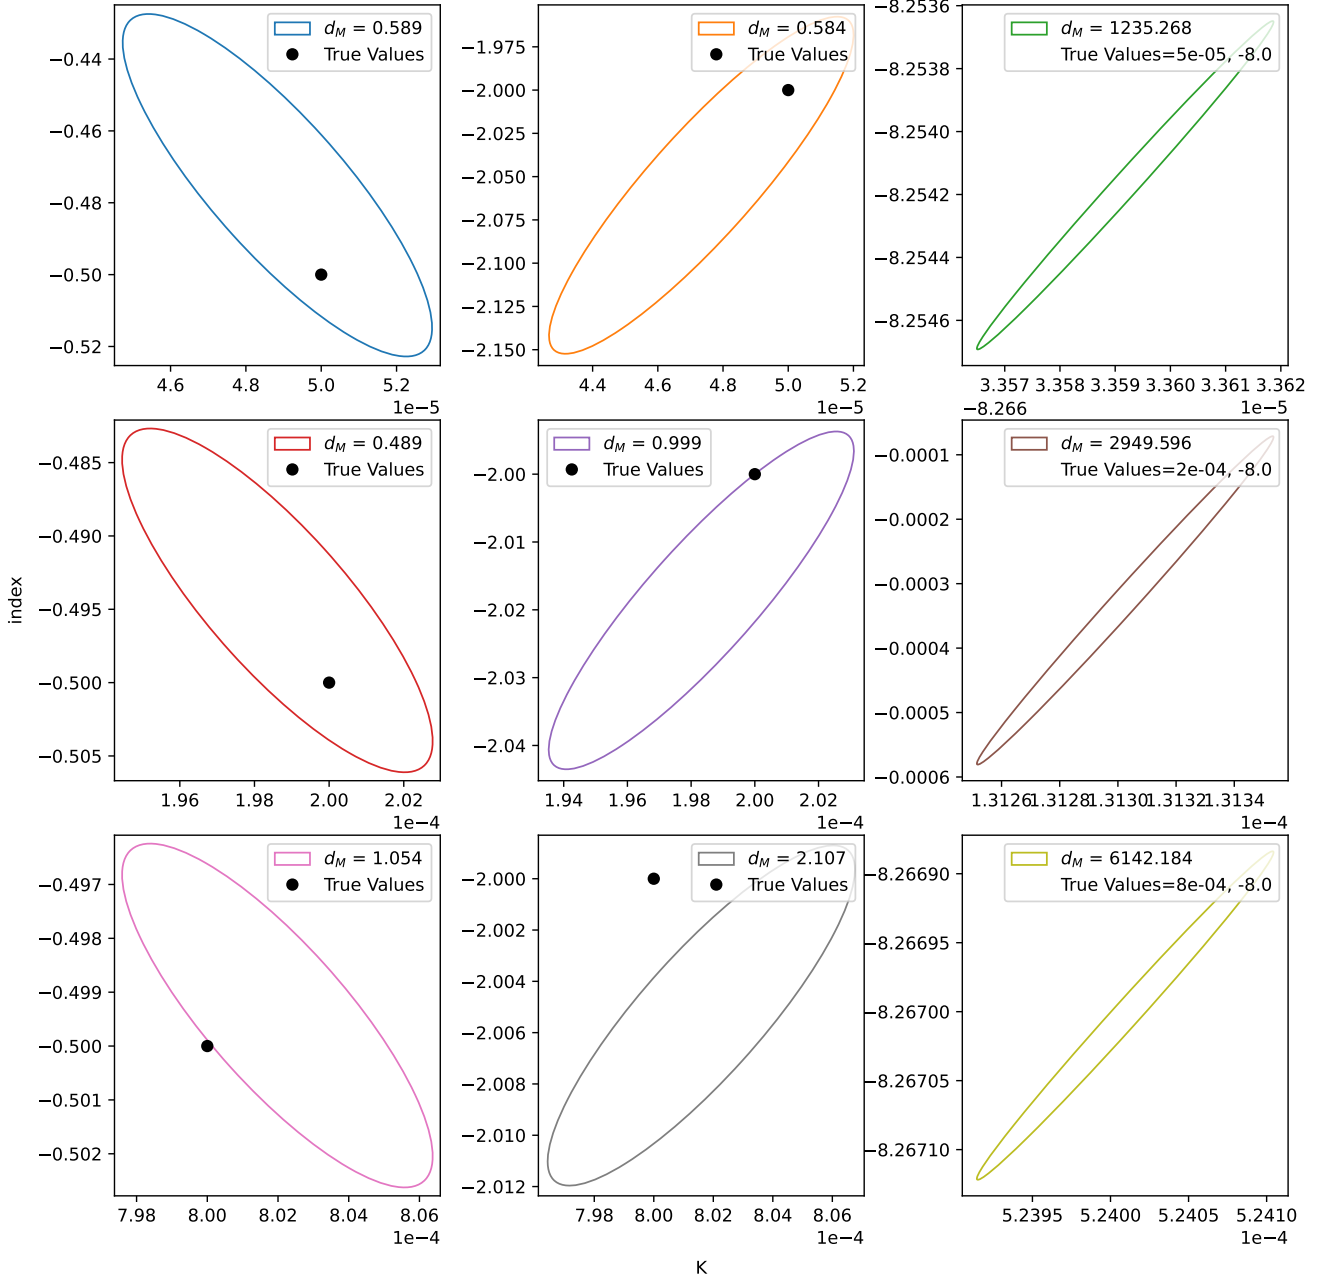 d_M = 0.589
True Values
−0.44
−0.46
−0.48
−0.50
−0.52
4.6 4.8 5.0 5.2
1e−5
d_M = 0.584
True Values
−1.975
−2.000
−2.025
−2.050
−2.075
−2.100
−2.125
−2.150
4.4 4.6 4.8 5.0 5.2
1e−5
d_M = 1235.268
True Values=5e-05, -8.0
−8.2536
−8.2538
−8.2540
−8.2542
−8.2544
−8.2546
3.357 3.358 3.359 3.360 3.361 3.362
1e−5
d_M = 0.489
True Values
−0.485
−0.490
−0.495
−0.500
−0.505
1.96 1.98 2.00 2.02
1e−4
index
d_M = 0.999
True Values
−2.00
−2.01
−2.02
−2.03
−2.04
1.94 1.96 1.98 2.00 2.02
1e−4
−8.266
d_M = 2949.596
True Values=2e-04, -8.0
−0.0001
−0.0002
−0.0003
−0.0004
−0.0005
−0.0006
1.3126 1.3128 1.3130 1.3132 1.3134
1e−4
d_M = 1.054
True Values
−0.497
−0.498
−0.499
−0.500
−0.501
−0.502
7.98 8.00 8.02 8.04 8.06
1e−4
d_M = 2.107
True Values
−2.000
−2.002
−2.004
−2.006
−2.008
−2.010
−2.012
7.98 8.00 8.02 8.04 8.06
1e−4
d_M = 6142.184
True Values=8e-04, -8.0
−8.26690
−8.26695
−8.26700
−8.26705
−8.26710
5.2395 5.2400 5.2405 5.2410
1e−4
K